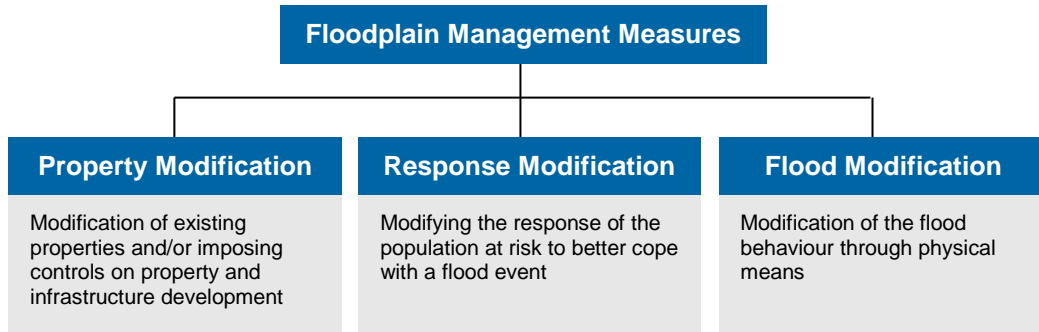 Floodplain Management Measures
Property Modification
Modification of existing
properties and/or imposing
controls on property and
infrastructure development
Response Modification
Modifying the response of the
population at risk to better cope
with a flood event
Flood Modification
Modification of the flood
behaviour through physical
means